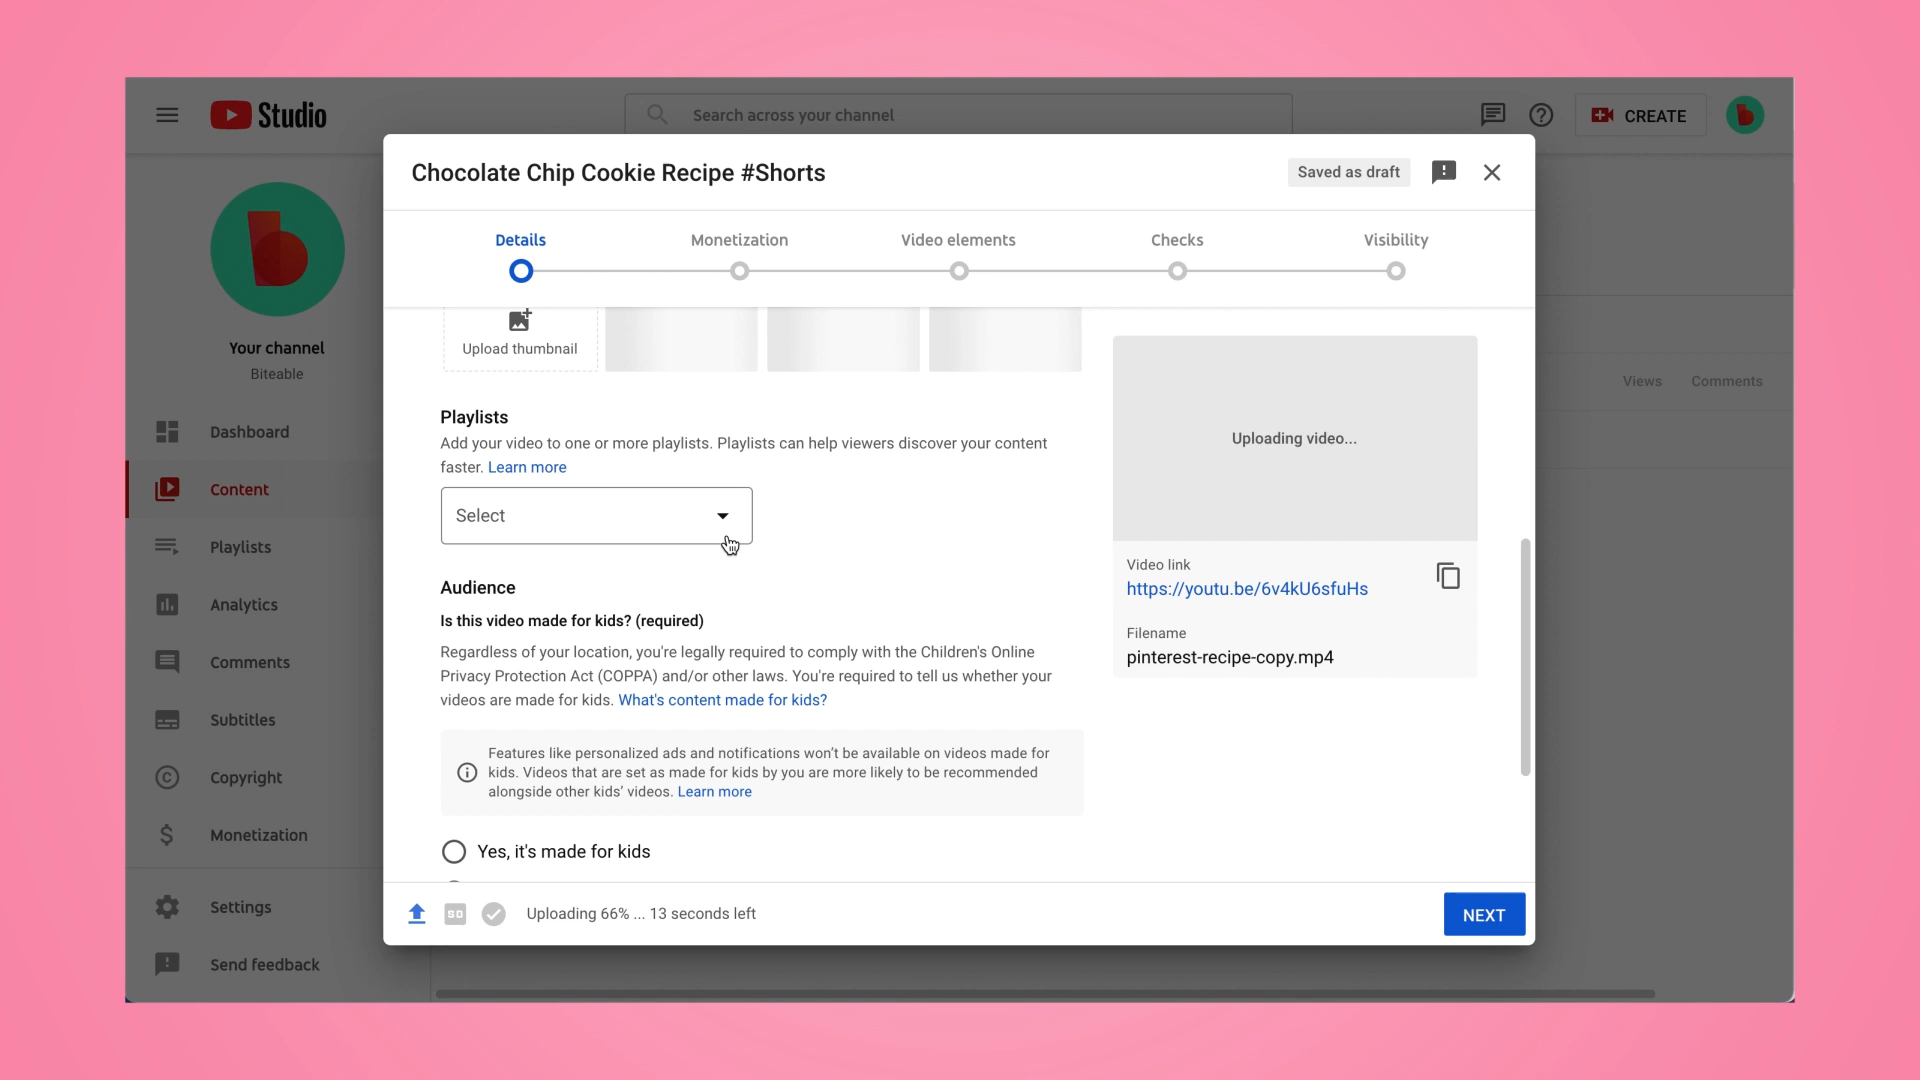 Studio
Search across your channel
CREATE
Chocolate Chip Cookie Recipe #Shorts
Saved as draft
Details
Monetization
Video elements
Checks
Visibility
Your channel
Biteable
Dashboard
Content
Playlists
Analytics
Comments
Subtitles
Copyright
Monetization
Settings
Send feedback
Upload thumbnail
Playlists
Add your video to one or more playlists. Playlists can help viewers discover your content
faster. Learn more
Select
Audience
Is this video made for kids? (required)
Regardless of your location, you're legally required to comply with the Children's Online
Privacy Protection Act (COPPA) and/or other laws. You're required to tell us whether your
videos are made for kids. What's content made for kids?
Features like personalized ads and notifications won't be available on videos made for
kids. Videos that are set as made for kids by you are more likely to be recommended
alongside other kids' videos. Learn more
Yes, it's made for kids
Uploading video...
Video link
https://youtu.be/6v4kU6sfuHs
Filename
pinterest-recipe-copy.mp4
Views
Comments
SD
Uploading 66% ... 13 seconds left
NEXT